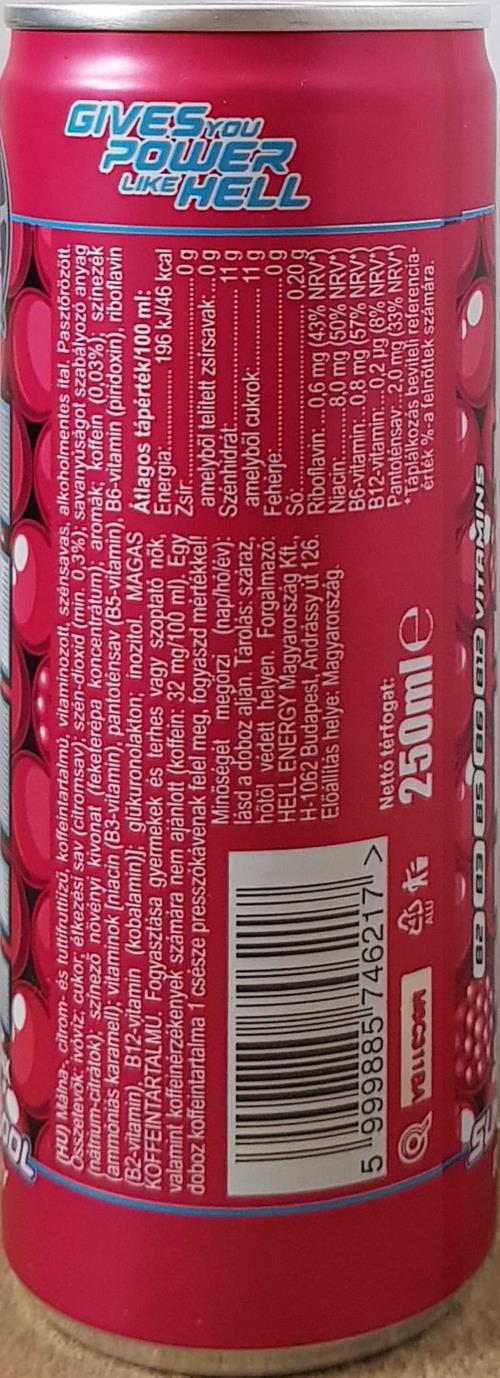 GIVES YOU
POWER
LIKE HELL
(HU) Málna-, citrom- és tuttifruttiízű, koffeintartalmú, vitaminozott, szénsavas, alkoholmentes ital. Pasztőrözött.
Összetevők: ivóvíz; cukor; étkezési sav (citromsav); szén-dioxid (min. 0,3%); savanyúságot szabályozó anyag
(nátrium-citrátok); színező növényi kivonat (feketerépa koncentrátum); aromák; koffein (0,03%); színezék
(ammóniás karamell); vitaminok [niacin (B3-vitamin), pantoténsav (B5-vitamin), B6-vitamin (piridoxin), riboflavin
(B2-vitamin), B12-vitamin (kobalamin)]; glükuronolakton; inozitol. MAGAS
KOFFEINTARTALMÚ. Fogyasztása gyermekek és terhes vagy szoptató nők,
valamint koffeinérzékenyek számára nem ajánlott (koffein: 32 mg/100 ml). Egy
doboz koffeintartalma 1 csésze presszókávénak felel meg, fogyaszd mértékkel!
Minőségét megőrzi (nap/hó/év):
lásd a doboz alján. Tárolás: száraz,
hőtől védett helyen. Forgalmazó:
HELL ENERGY Magyarország Kft.,
H-1062 Budapest, Andrássy út 126.
Előállítás helye: Magyarország.
Átlagos tápérték/100 ml:
Energia......196 kJ/46 kcal
Zsír......0 g
amelyből telített zsírsavak...0 g
Szénhidrát......11 g
amelyből cukrok......11 g
Fehérje......0 g
Só......0,20 g
Riboflavin....0,6 mg (43% NRV*)
Niacin......8,0 mg (50% NRV*)
B6-vitamin:...0,8 mg (57% NRV*)
B12-vitamin:...0,2 µg (8% NRV*)
Pantoténsav...2,0 mg (33% NRV*)
*Táplálkozás beviteli referencia-
érték %-a felnőttek számára.
Nettó térfogat:
250ml e
5 999885 746217 >
ALU
B2 B3 B5 B6 B12 VITAMINS